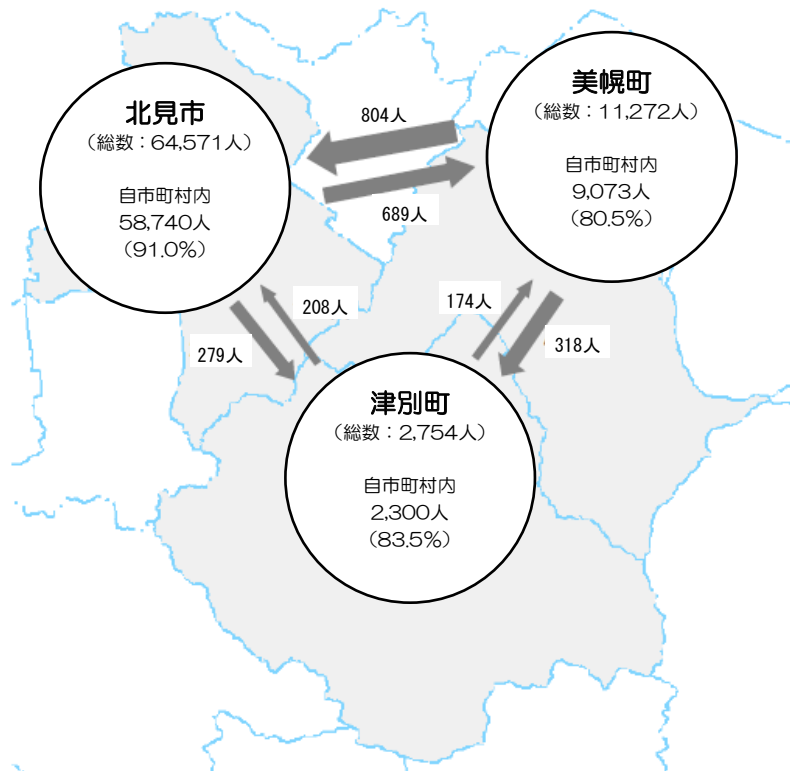 北見市
（総数：64,571人）
自市町村内
58,740人
（91.0%）
804人
689人
美幌町
（総数：11,272人）
自市町村内
9,073人
（80.5%）
279人
208人
174人
318人
津別町
（総数：2,754人）
自市町村内
2,300人
（83.5%）